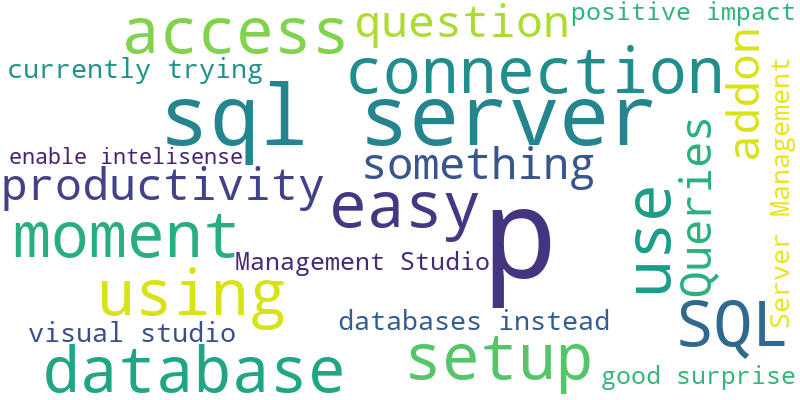 positive impact
access
question
currently trying
connection
addon
sql server
enable intelisense
something
productivity
easy
p
Queries
Server Management
use
moment
Management Studio
using
SQL
databases instead
visual studio
setup
database
good surprise